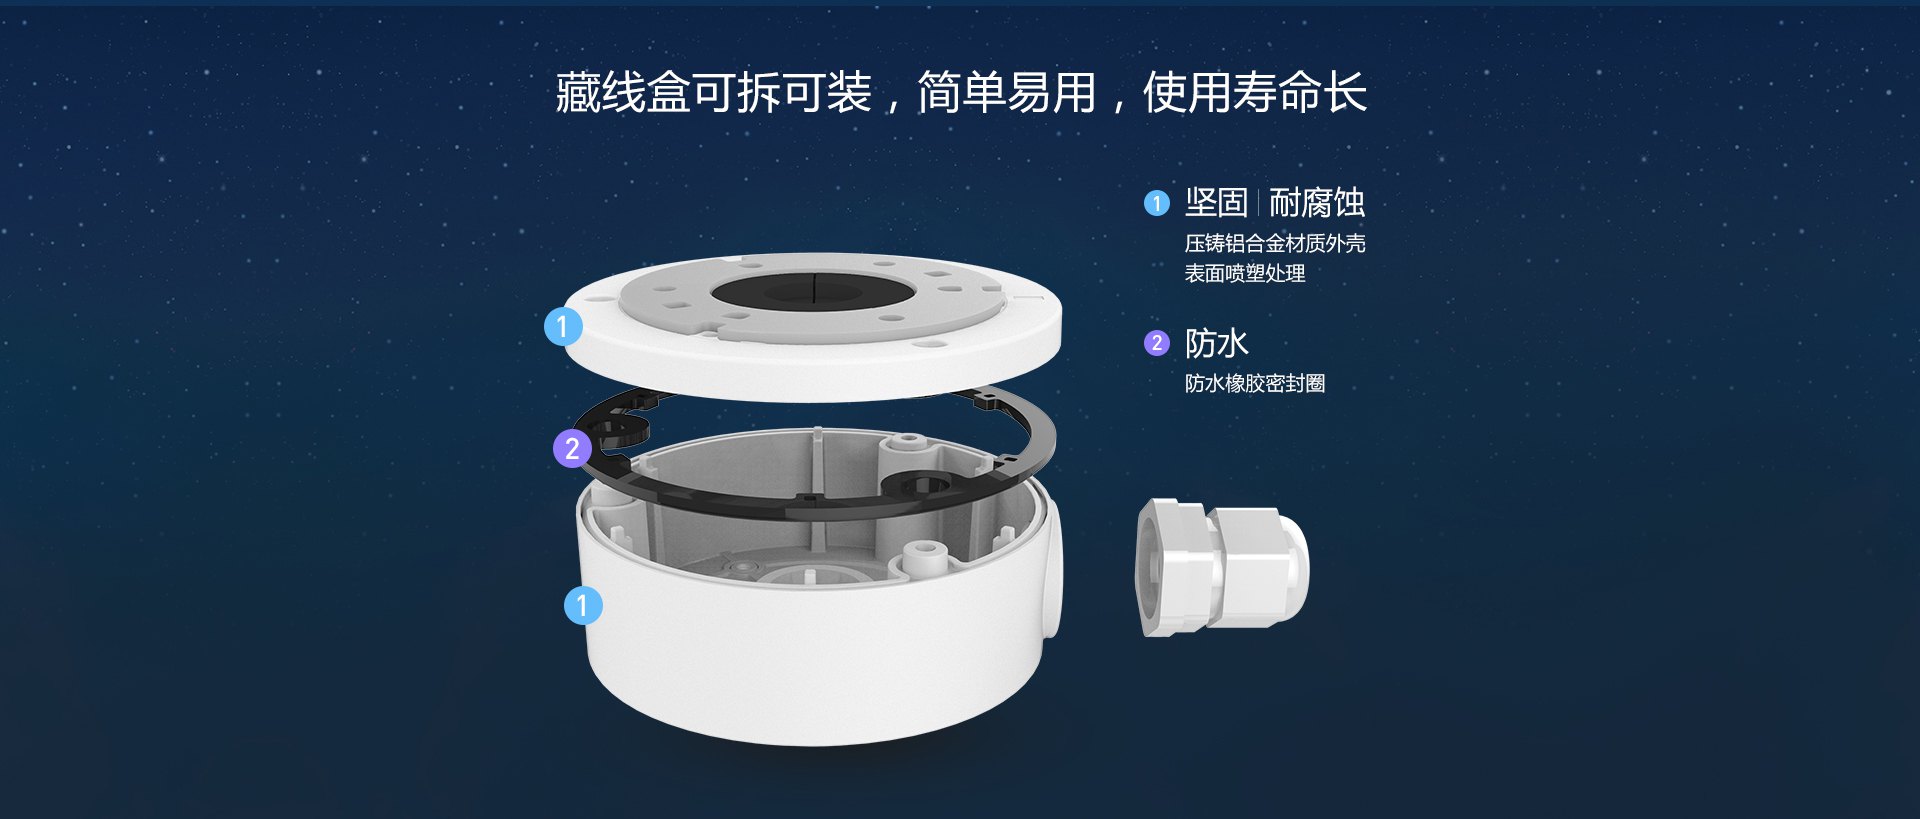 藏线盒可拆可装，简单易用，使用寿命长
1 坚固 | 耐腐蚀
压铸铝合金材质外壳
表面喷塑处理
1
2 防水
防水橡胶密封圈
2
1